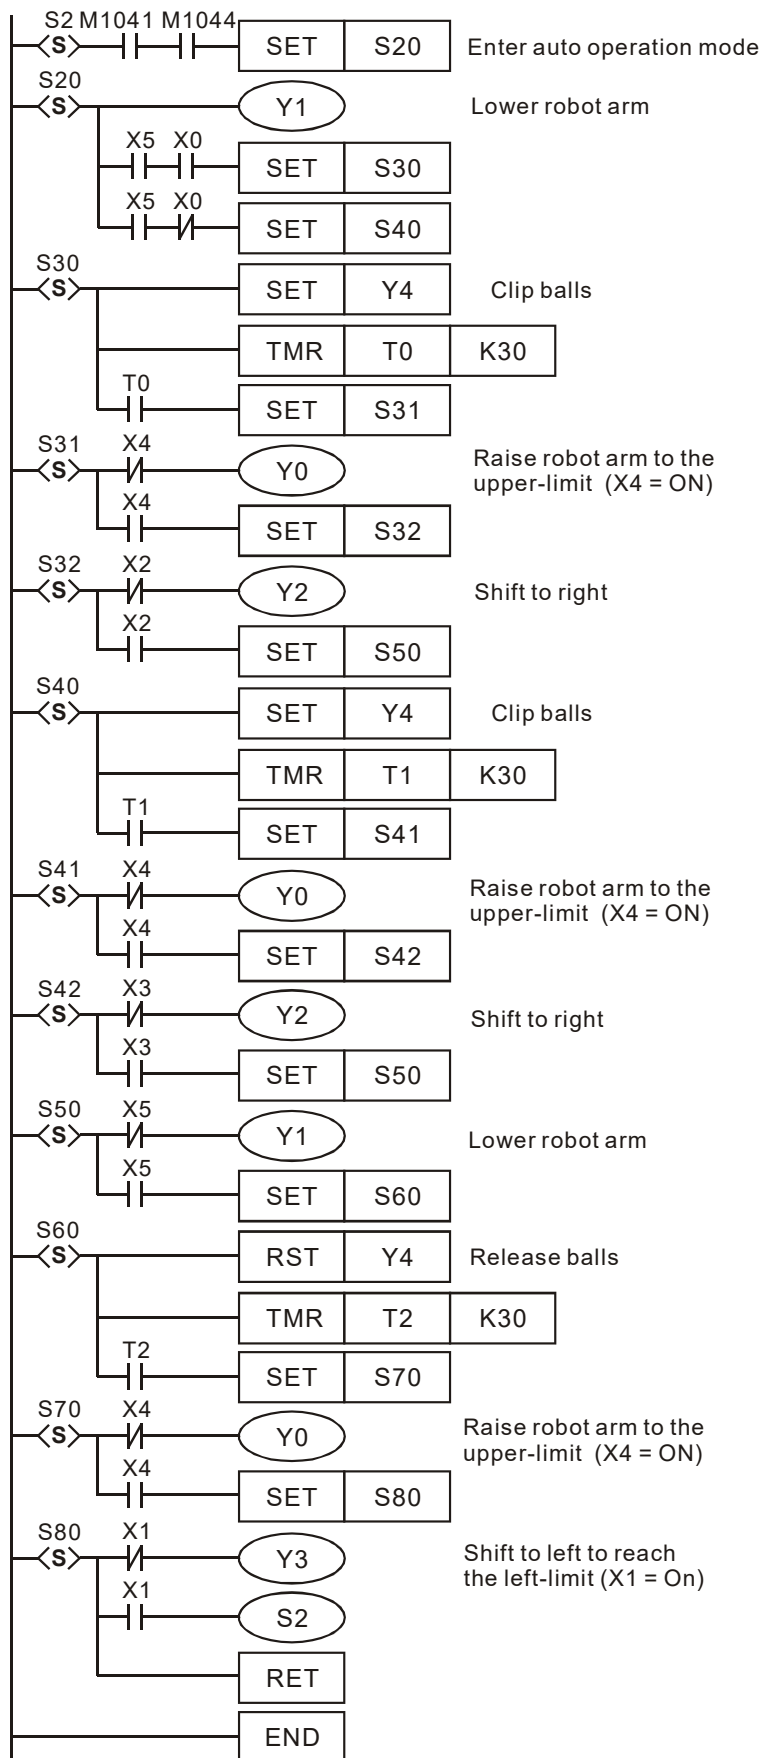 S2 M1041 M1044
S SET S20 Enter auto operation mode
S20
S Y1 Lower robot arm
X5 X0
SET S30
X5 X0
SET S40
S30
S SET Y4 Clip balls
TMR T0 K30
T0
SET S31
S31 X4
S Y0 Raise robot arm to the
upper-limit (X4 = ON)
X4
SET S32
S32 X2
S Y2 Shift to right
X2
SET S50
S40
S SET Y4 Clip balls
TMR T1 K30
T1
SET S41
S41 X4
S Y0 Raise robot arm to the
upper-limit (X4 = ON)
X4
SET S42
S42 X3
S Y2 Shift to right
X3
SET S50
S50 X5
S Y1 Lower robot arm
X5
SET S60
S60
S RST Y4 Release balls
TMR T2 K30
T2
SET S70
S70 X4
S Y0 Raise robot arm to the
upper-limit (X4 = ON)
X4
SET S80
S80 X1
S Y3 Shift to left to reach
the left-limit (X1 = On)
X1
S2
RET
END